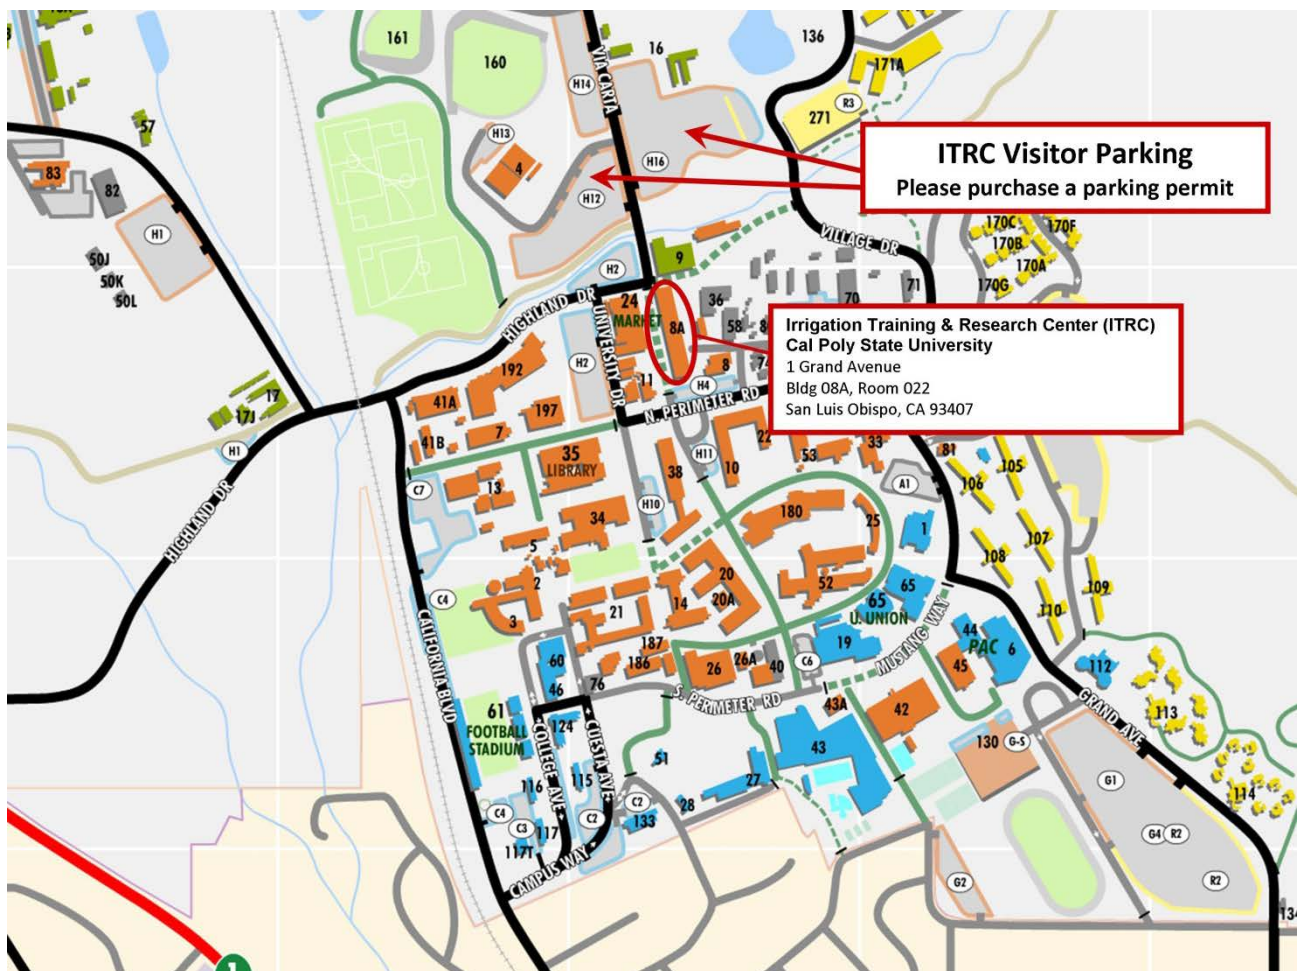 161
160
136
16
171A
H14
VIA CARTA
57
271
R3
H13
4
H16
ITRC Visitor Parking
Please purchase a parking permit
83
82
H12
H1
170C
170F
170B
170A
170G
VILLAGE DR
50J
50K
50L
9
H2
71
70
36
58
24
MARKET
8A
HIGHLAND DR
UNIVERSITY DR
Irrigation Training & Research Center (ITRC)
Cal Poly State University
1 Grand Avenue
Bldg 08A, Room 022
San Luis Obispo, CA 93407
H2
192
8
11
H4
17
17J
41A
197
N. PERIMETER RD
H1
41B
7
22
33
53
81
35
LIBRARY
38
H11
10
105
106
C7
13
A1
HIGHLAND DR
H10
34
180
25
1
107
5
108
2
20
52
65
109
C4
20A
14
21
3
65
U. UNION
110
CALIFORNIA BLVD
187
19
44
PAC
6
MUSTANG WAY
60
186
26
26A
40
C6
45
112
46
76
S. PERIMETER RD
43A
42
GRAND AVE
113
61
FOOTBALL
STADIUM
124
COLLEGE AVE
CUESTA AVE
43
130
G-S
51
115
27
G1
116
114
C4
C2
28
C3
117
C2
133
G4
R2
117T
CAMPUS WAY
G2
R2
134
1